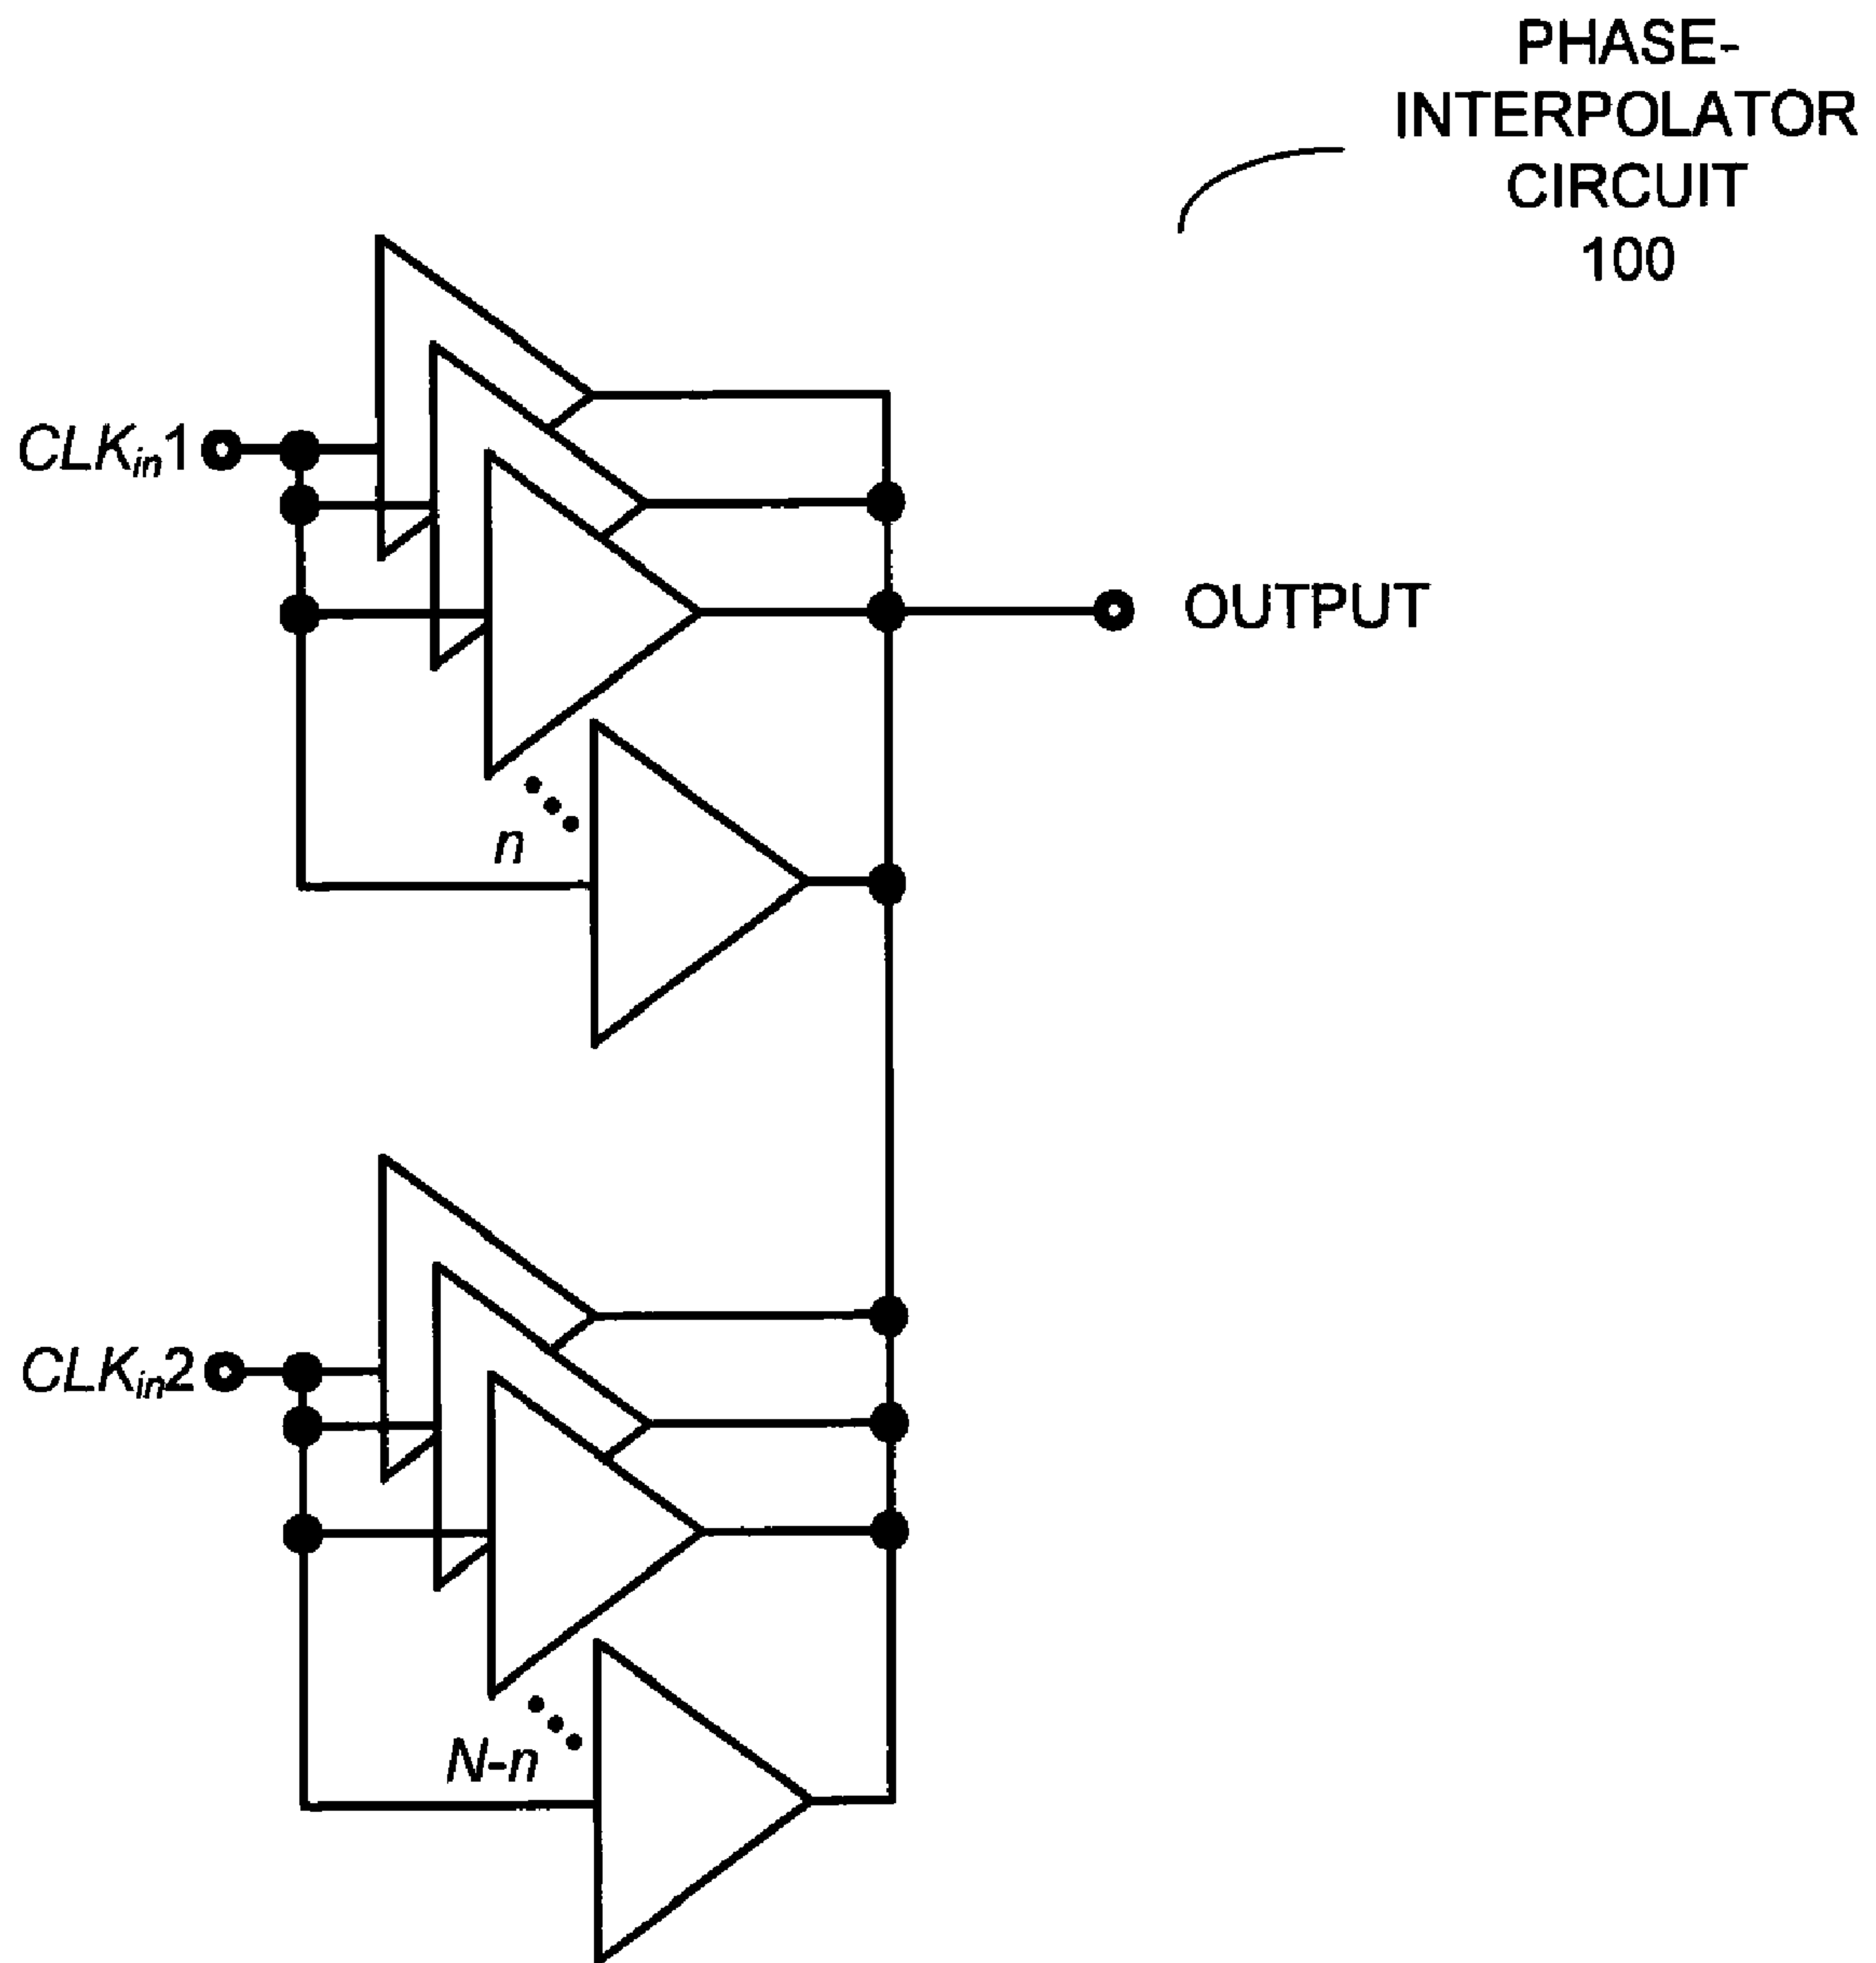 PHASE-
INTERPOLATOR
CIRCUIT
100
CLKin1
OUTPUT
n
CLKin2
N-n